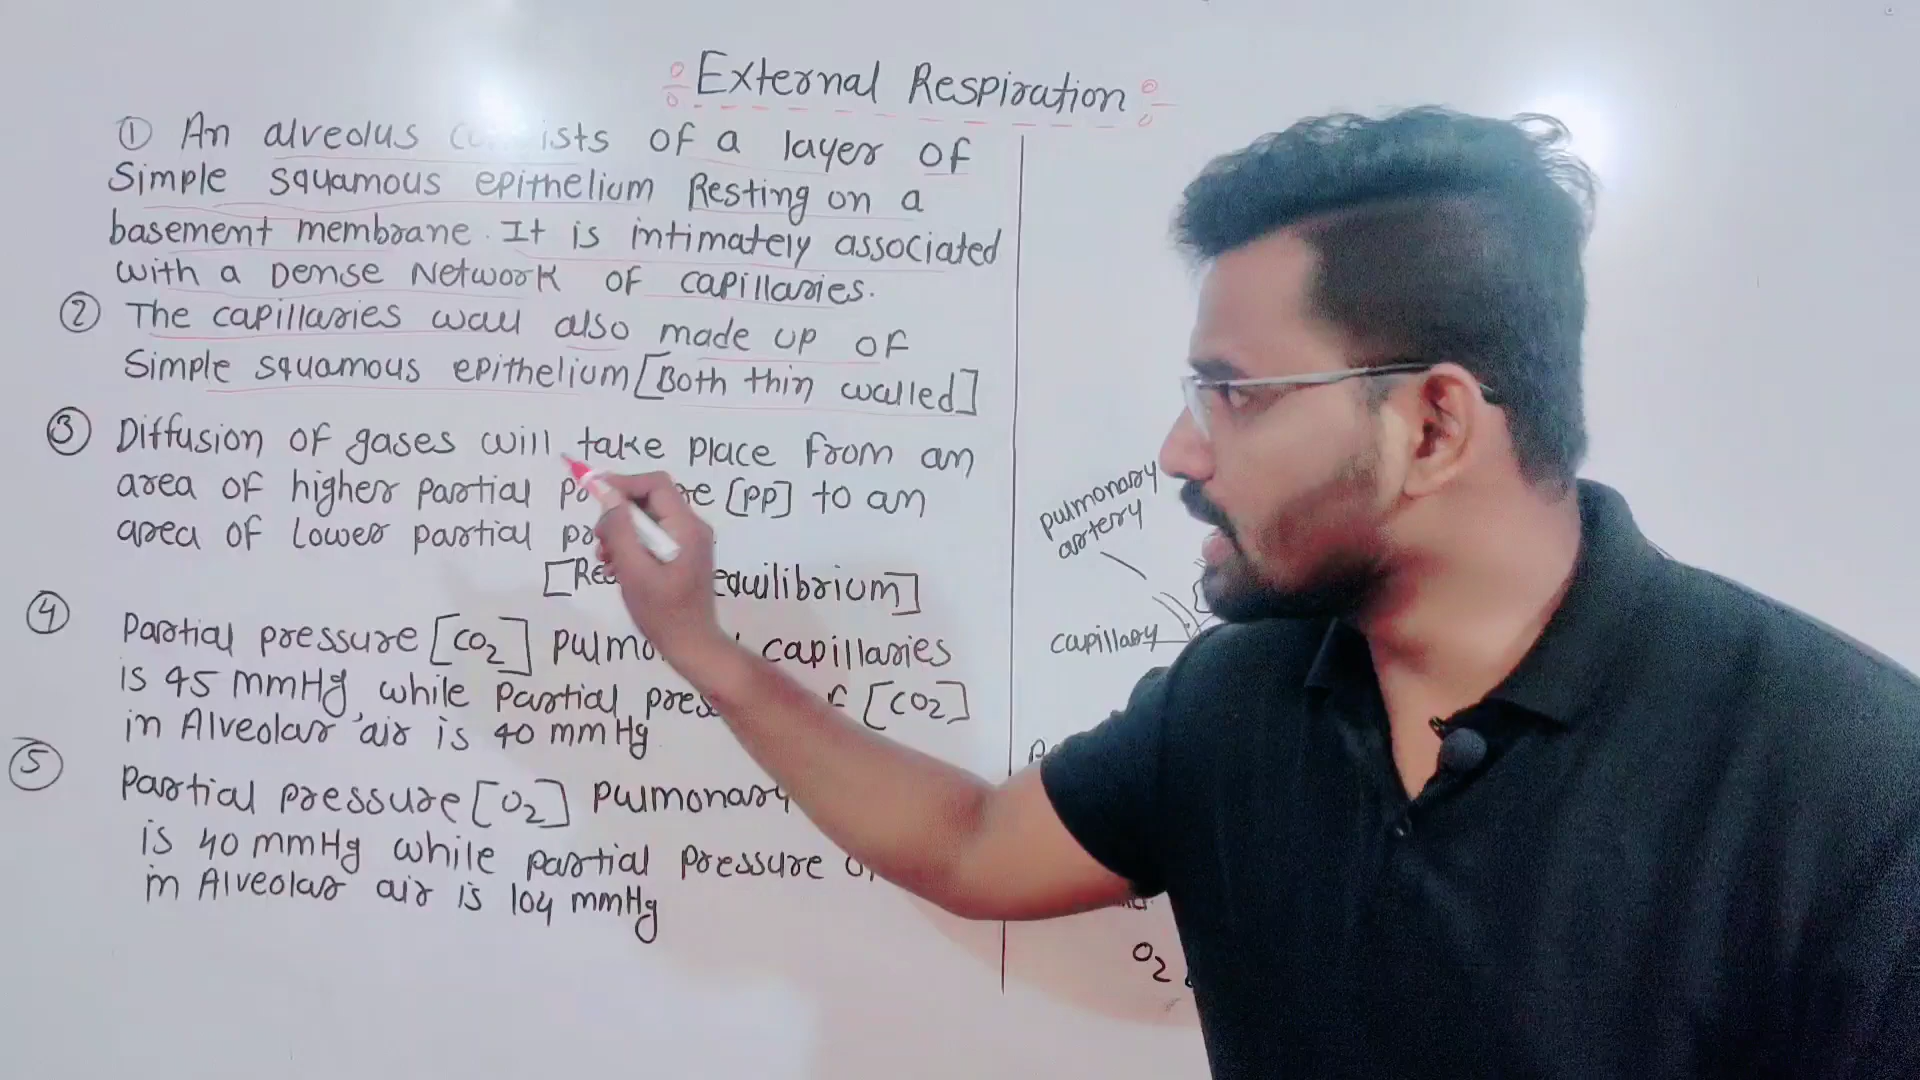 External Respiration
① An alveolus consists of a layer of
Simple squamous epithelium Resting on a
basement membrane. It is intimately associated
with a Dense Network of capillaries.
② The capillaries wall also made up of
Simple squamous epithelium [Both thin walled]
③ Diffusion of gases will take place from an
area of higher partial [PP] to an
area of lower partial
equilibrium]
④ Partial pressure [CO2] capillaries
is 45 mmHg, while partial [CO2]
in Alveolar air is 40 mmHg
⑤ Partial pressure [O2] pulmonary
is 40 mmHg while partial pressure
in Alveolar air is 104 mmHg
pulmonary
artery
capillary
O2